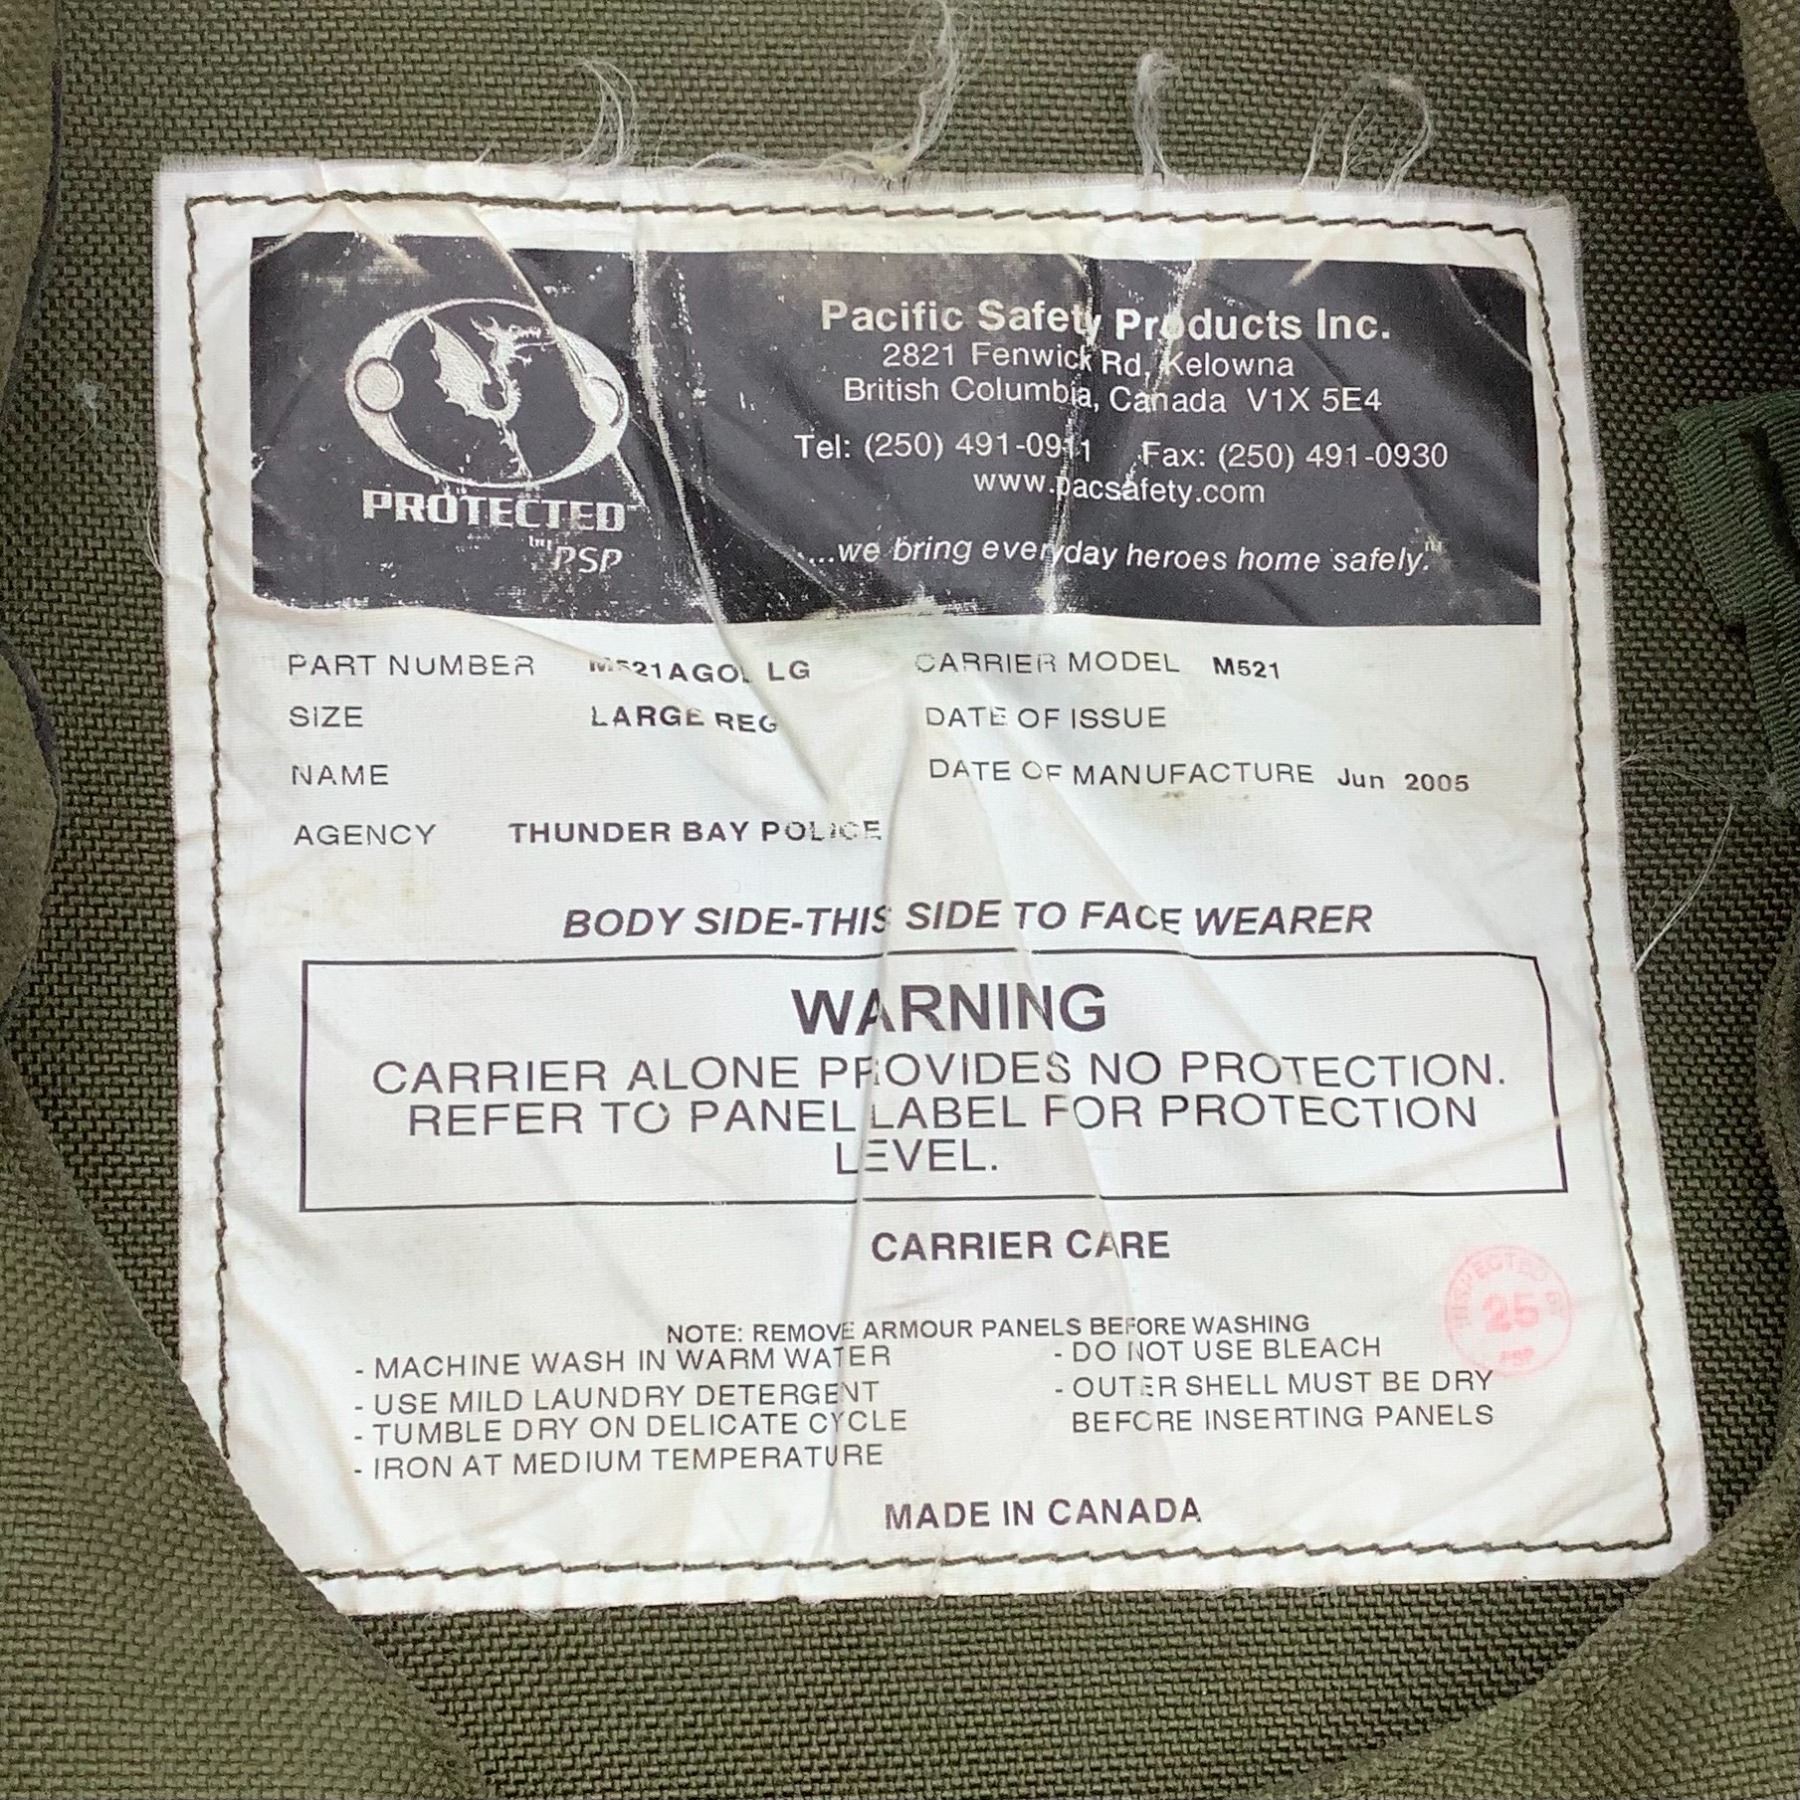 Pacific Safety Products Inc.
2821 Fenwick Rd, Kelowna
British Columbia, Canada V1X 5E4
Tel: (250) 491-0911 Fax: (250) 491-0930
www.pacsafety.com
...we bring everyday heroes home safely.™
PROTECTED™
BY PSP
PART NUMBER LG CARRIER MODEL M521
SIZE LARGE REG DATE OF ISSUE
NAME DATE OF MANUFACTURE Jun 2005
AGENCY THUNDER BAY POLICE
BODY SIDE-THIS SIDE TO FACE WEARER
WARNING
CARRIER ALONE PROVIDES NO PROTECTION.
REFER TO PANEL LABEL FOR PROTECTION
LEVEL.
CARRIER CARE
NOTE: REMOVE ARMOUR PANELS BEFORE WASHING
- MACHINE WASH IN WARM WATER
- USE MILD LAUNDRY DETERGENT
- TUMBLE DRY ON DELICATE CYCLE
- IRON AT MEDIUM TEMPERATURE
- DO NOT USE BLEACH
- OUTER SHELL MUST BE DRY
BEFORE INSERTING PANELS
INSPECTED BY
25
PSP
MADE IN CANADA